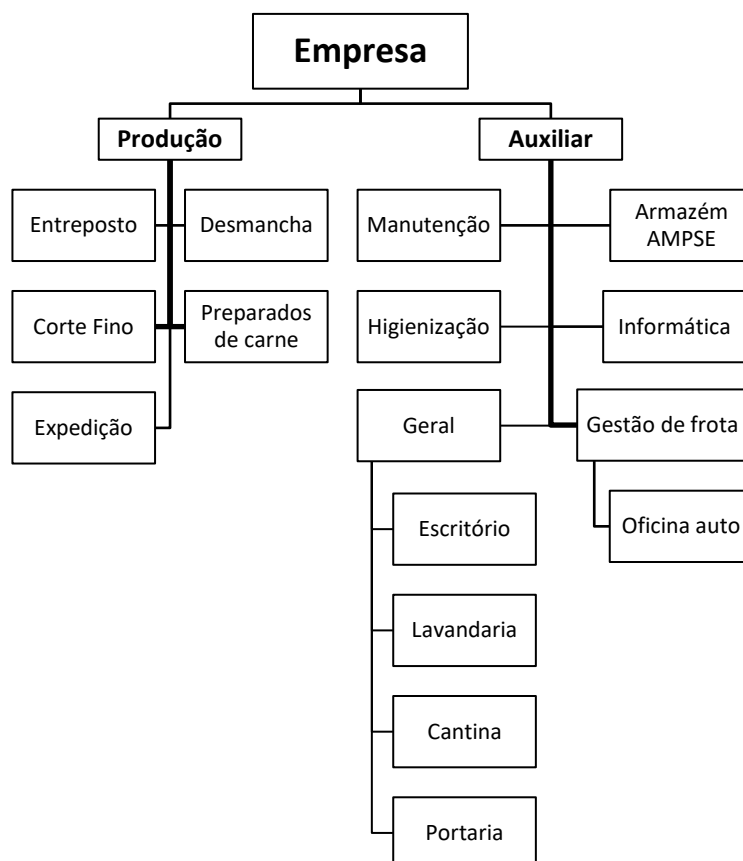 Empresa
Produção
Auxiliar
Entreposto
Desmancha
Manutenção
Armazém
AMPSE
Corte Fino
Preparados
de carne
Higienização
Informática
Expedição
Geral
Gestão de frota
Escritório
Oficina auto
Lavandaria
Cantina
Portaria